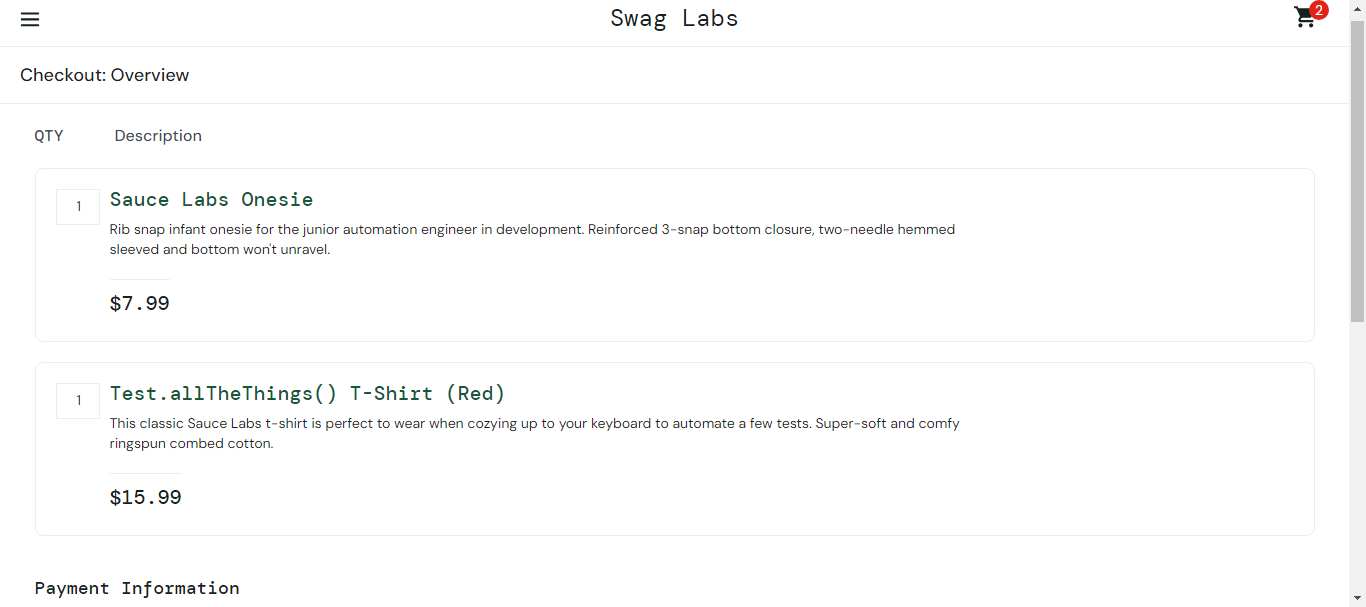 Swag Labs
2
Checkout: Overview
QTY Description
1 Sauce Labs Onesie
Rib snap infant onesie for the junior automation engineer in development. Reinforced 3-snap bottom closure, two-needle hemmed
sleeved and bottom won't unravel.
$7.99
1 Test.allTheThings() T-Shirt (Red)
This classic Sauce Labs t-shirt is perfect to wear when cozying up to your keyboard to automate a few tests. Super-soft and comfy
ringspun combed cotton.
$15.99
Payment Information